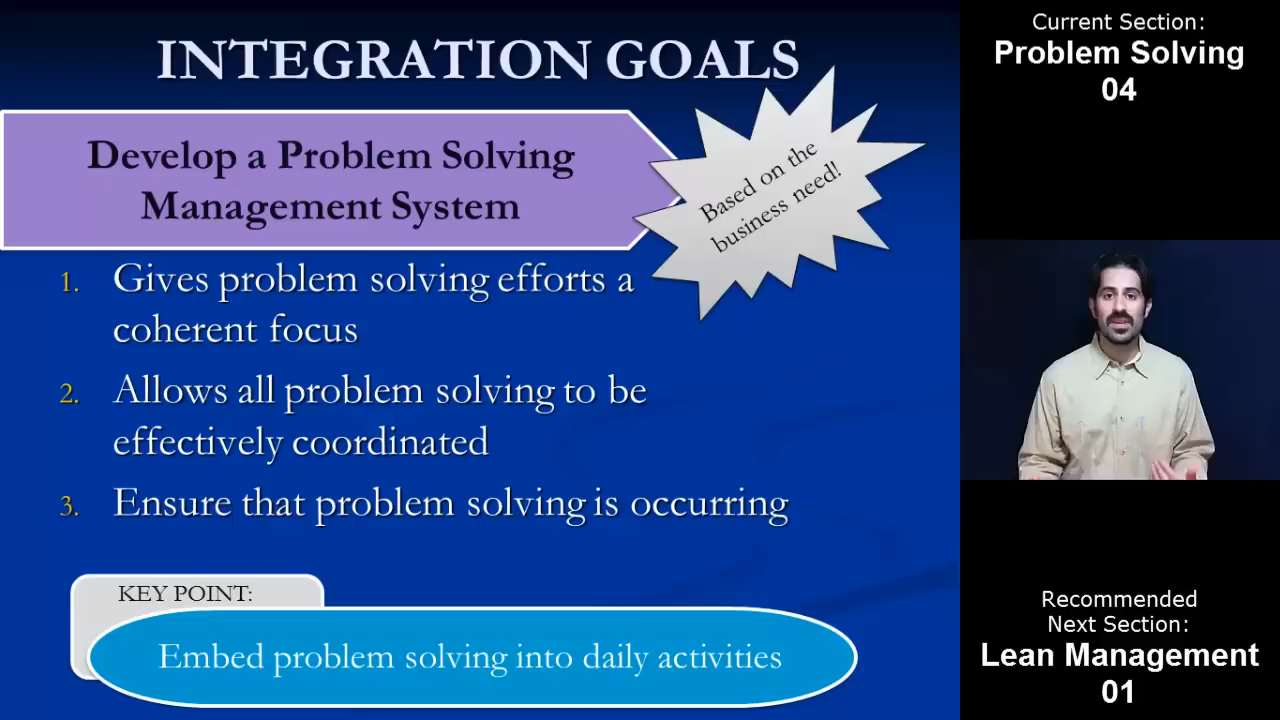 INTEGRATION GOALS
Develop a Problem Solving
Management System
Based on the
business need!
1. Gives problem solving efforts a
coherent focus
2. Allows all problem solving to be
effectively coordinated
3. Ensure that problem solving is occurring
KEY POINT:
Embed problem solving into daily activities
Current Section:
Problem Solving
04
Recommended
Next Section:
Lean Management
01